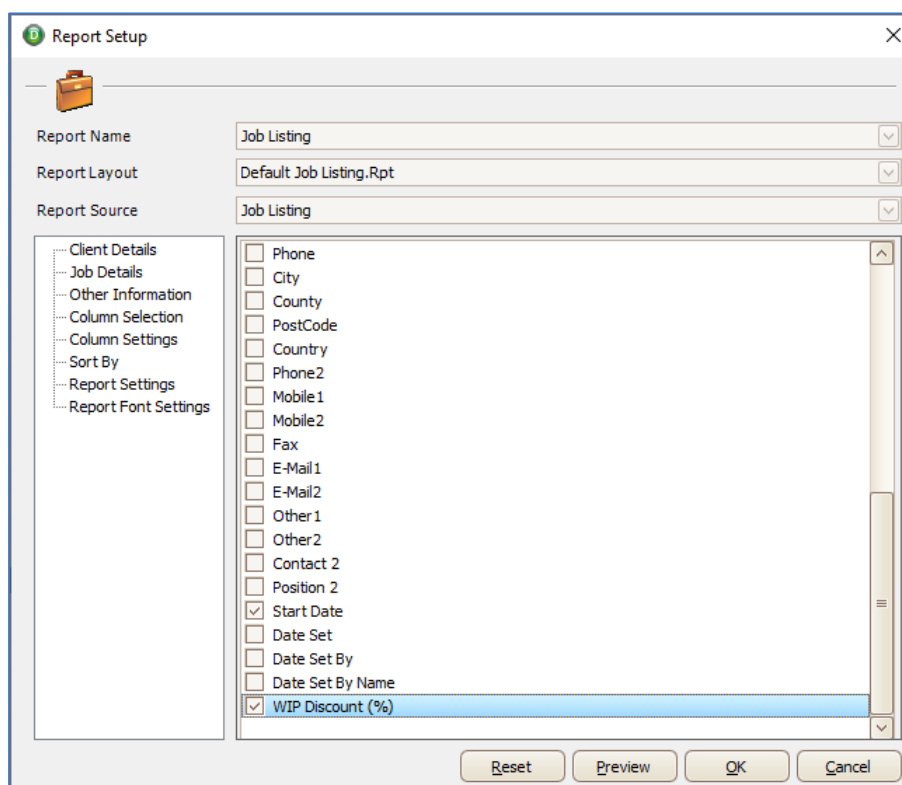 D Report Setup
Report Name Job Listing
Report Layout Default Job Listing.Rpt
Report Source Job Listing
Client Details
Job Details
Other Information
Column Selection
Column Settings
Sort By
Report Settings
Report Font Settings
Phone
City
County
PostCode
Country
Phone2
Mobile1
Mobile2
Fax
E-Mail1
E-Mail2
Other1
Other2
Contact 2
Position 2
Start Date
Date Set
Date Set By
Date Set By Name
WIP Discount (%)
Reset Preview OK Cancel